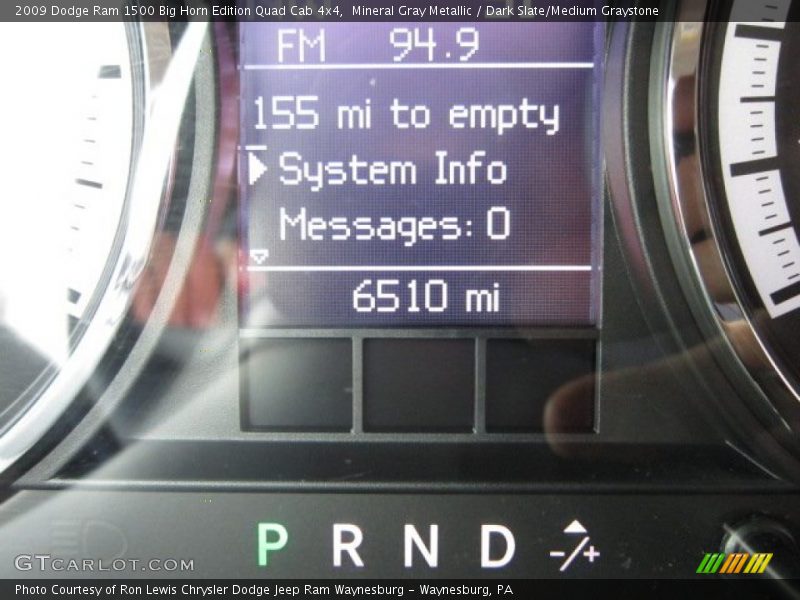 2009 Dodge Ram 1500 Big Horn Edition Quad Cab 4x4,  Mineral Gray Metallic / Dark Slate/Medium Graystone
FM 94.9
155 mi to empty
System Info
Messages: 0
6510 mi
P R N D -/+
GTCARLOT.COM
Photo Courtesy of Ron Lewis Chrysler Dodge Jeep Ram Waynesburg - Waynesburg, PA